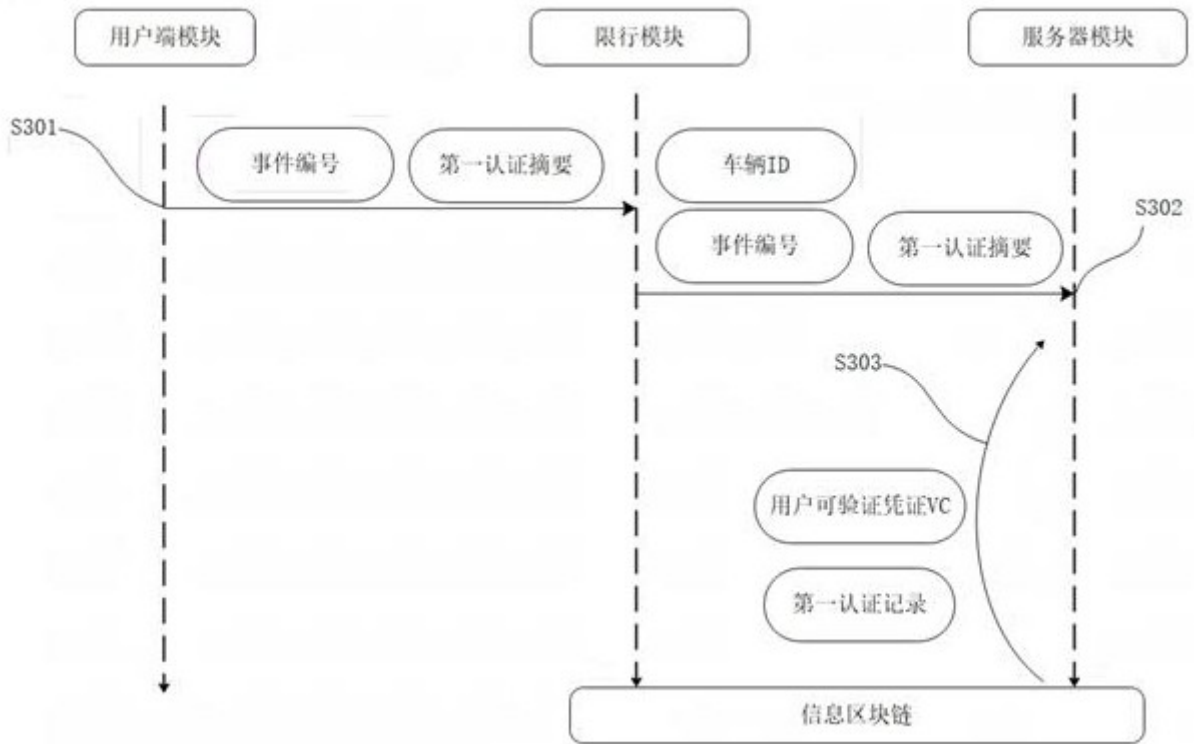 用户端模块
限行模块
服务器模块
S301
事件编号
第一认证摘要
车辆ID
S302
事件编号
第一认证摘要
S303
用户可验证凭证VC
第一认证记录
信息区块链